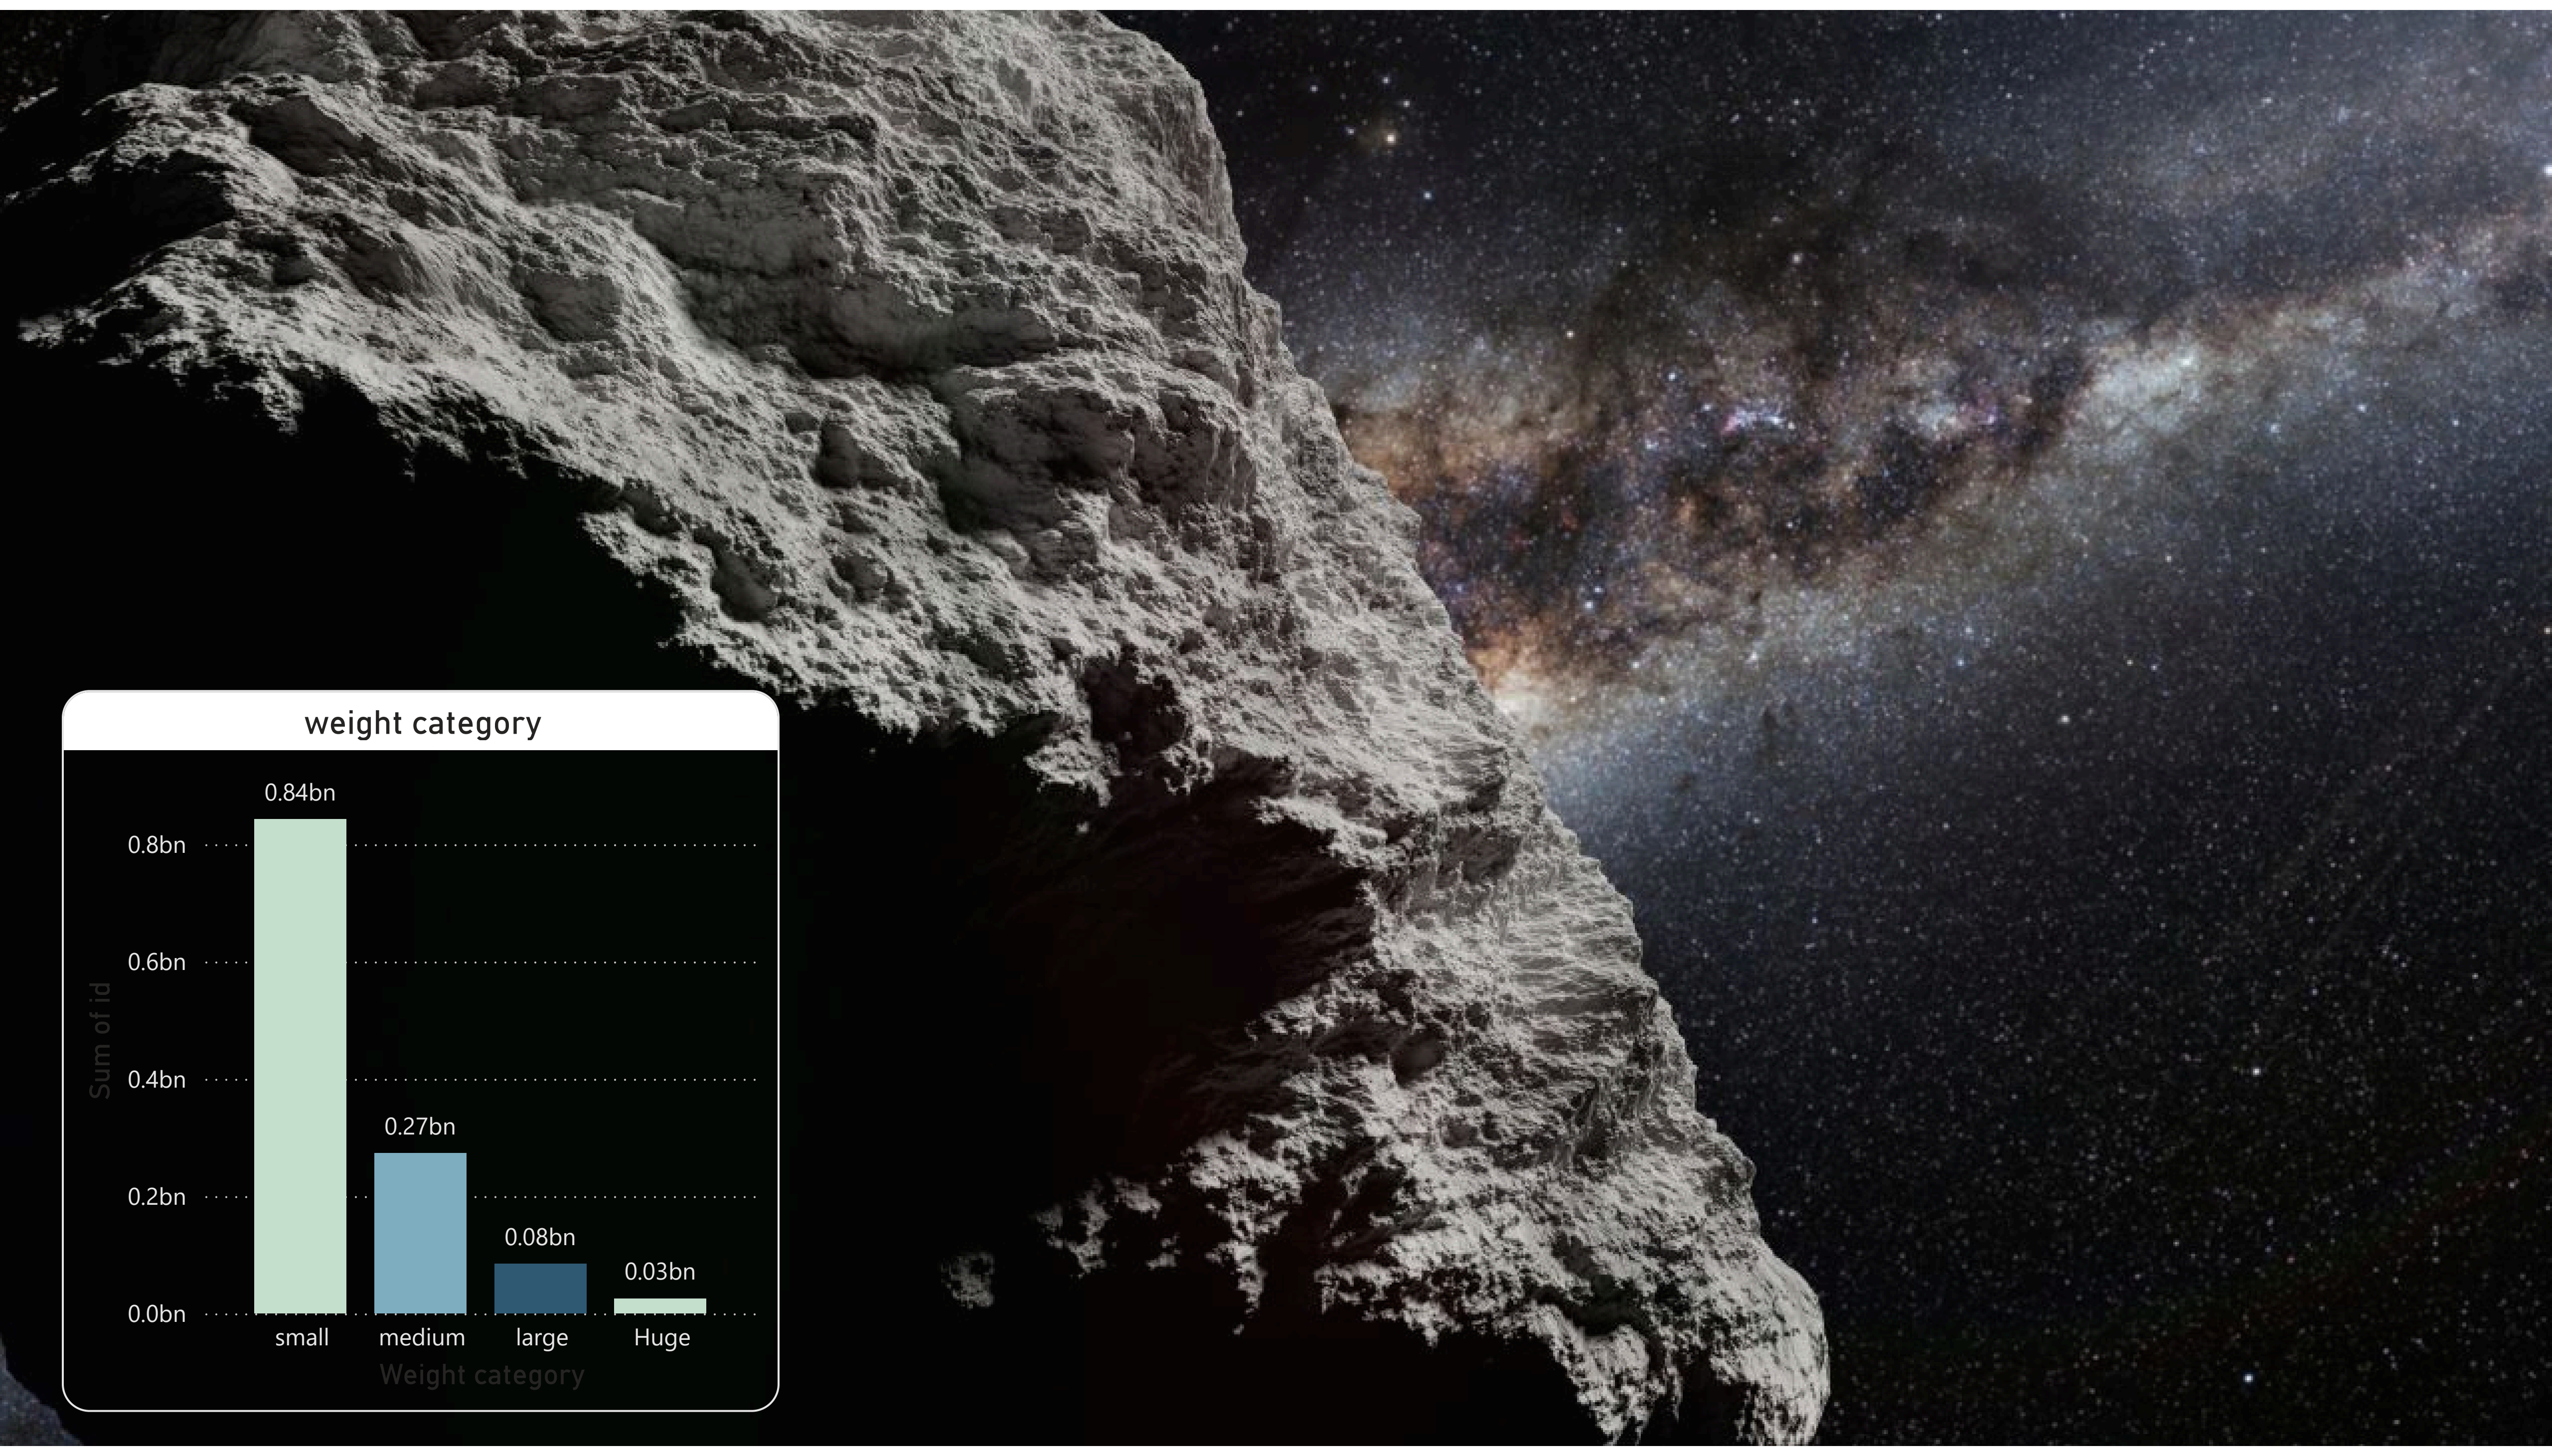 weight category
0.84bn
0.8bn
0.6bn
Sum of id
0.4bn
0.27bn
0.2bn
0.08bn
0.03bn
0.0bn
small medium large Huge
Weight category